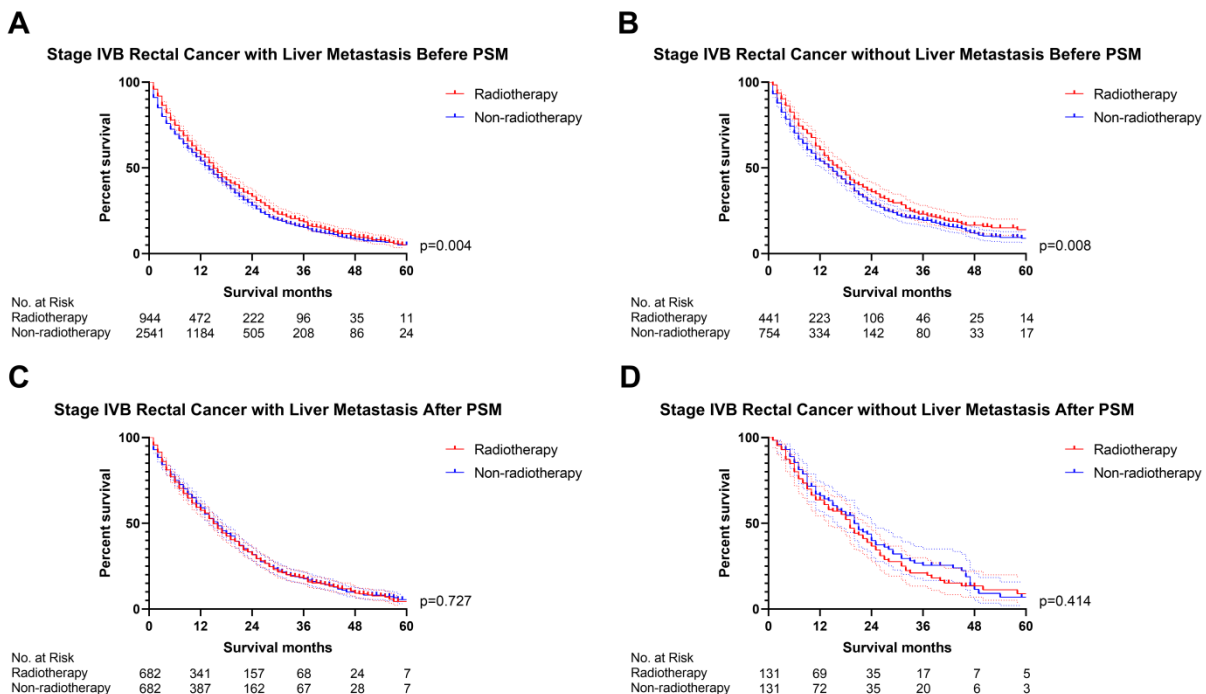 A
Stage IVB Rectal Cancer with Liver Metastasis Befere PSM
Percent survival
100
50
0
Radiotherapy
Non-radiotherapy
p=0.004
0 12 24 36 48 60
Survival months
No. at Risk
Radiotherapy 944 472 222 96 35 11
Non-radiotherapy 2541 1184 505 208 86 24
B
Stage IVB Rectal Cancer without Liver Metastasis Befere PSM
Percent survival
100
50
0
Radiotherapy
Non-radiotherapy
p=0.008
0 12 24 36 48 60
Survival months
No. at Risk
Radiotherapy 441 223 106 46 25 14
Non-radiotherapy 754 334 142 80 33 17
C
Stage IVB Rectal Cancer with Liver Metastasis After PSM
Percent survival
100
50
0
Radiotherapy
Non-radiotherapy
p=0.727
0 12 24 36 48 60
Survival months
No. at Risk
Radiotherapy 682 341 157 68 24 7
Non-radiotherapy 682 387 162 67 28 7
D
Stage IVB Rectal Cancer without Liver Metastasis After PSM
Percent survival
100
50
0
Radiotherapy
Non-radiotherapy
p=0.414
0 12 24 36 48 60
Survival months
No. at Risk
Radiotherapy 131 69 35 17 7 5
Non-radiotherapy 131 72 35 20 6 3